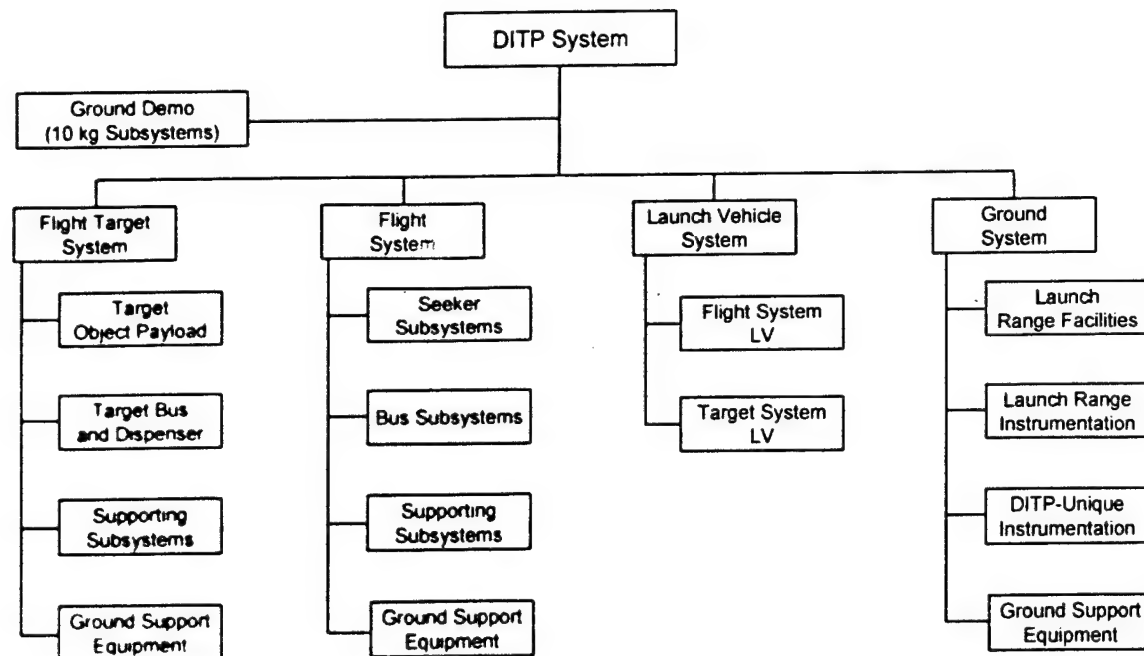 DITP System
Ground Demo
(10 kg Subsystems)
Flight Target
System
Flight
System
Launch Vehicle
System
Ground
System
Target
Object Payload
Seeker
Subsystems
Flight System
LV
Launch
Range Facilities
Target Bus
and Dispenser
Bus Subsystems
Target System
LV
Launch Range
Instrumentation
Supporting
Subsystems
Supporting
Subsystems
DITP-Unique
Instrumentation
Ground Support
Equipment
Ground Support
Equipment
Ground Support
Equipment